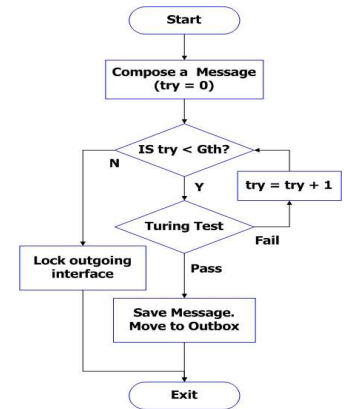 Start
Compose a Message
(try = 0)
IS try < Gth?
N
Y
try = try + 1
Turing Test
Fail
Lock outgoing
interface
Pass
Save Message.
Move to Outbox
Exit